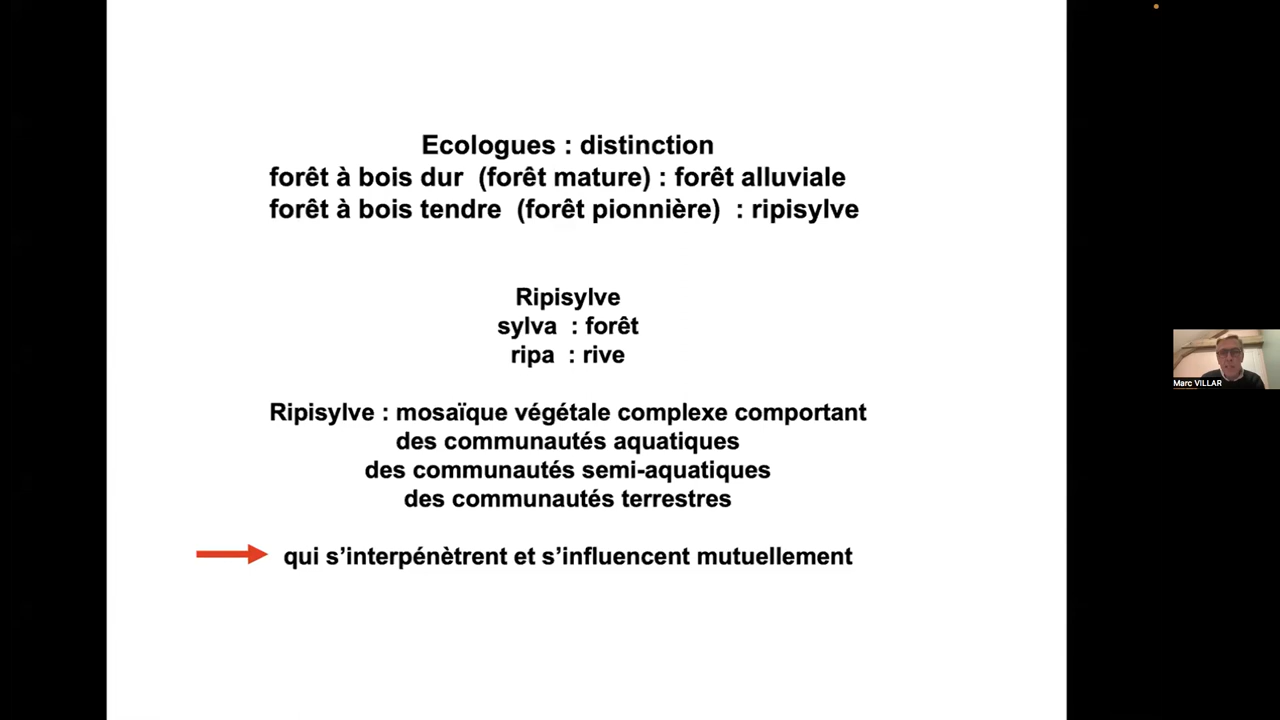 Ecologues : distinction
forêt à bois dur (forêt mature) : forêt alluviale
forêt à bois tendre (forêt pionnière) : ripisylve
Ripisylve
sylva : forêt
ripa : rive
Ripisylve : mosaïque végétale complexe comportant
des communautés aquatiques
des communautés semi-aquatiques
des communautés terrestres
qui s’interpénètrent et s’influencent mutuellement
Marc VILLAR